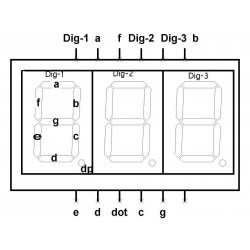 Dig-1 a f Dig-2 Dig-3 b
Dig-1 Dig-2 Dig-3
a
f b
g
e c
d
dp
e d dot c g